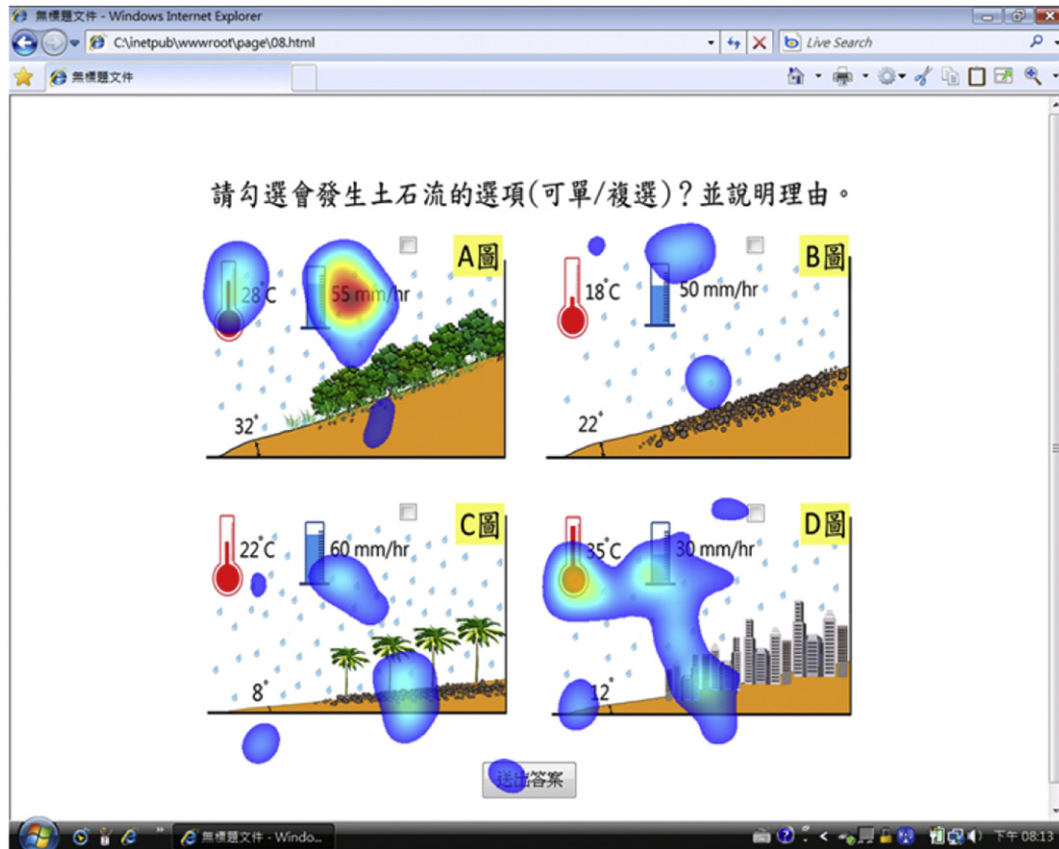 無標題文件 - Windows Internet Explorer
C:\inetpub\wwwroot\page\08.html
Live Search
無標題文件
請勾選會發生土石流的選項(可單/複選)？並說明理由。
A圖
28°C
55 mm/hr
32°
B圖
18°C
50 mm/hr
22°
C圖
22°C
60 mm/hr
8°
D圖
35°C
30 mm/hr
12°
送出答案
無標題文件 - Windo...
下午 08:13